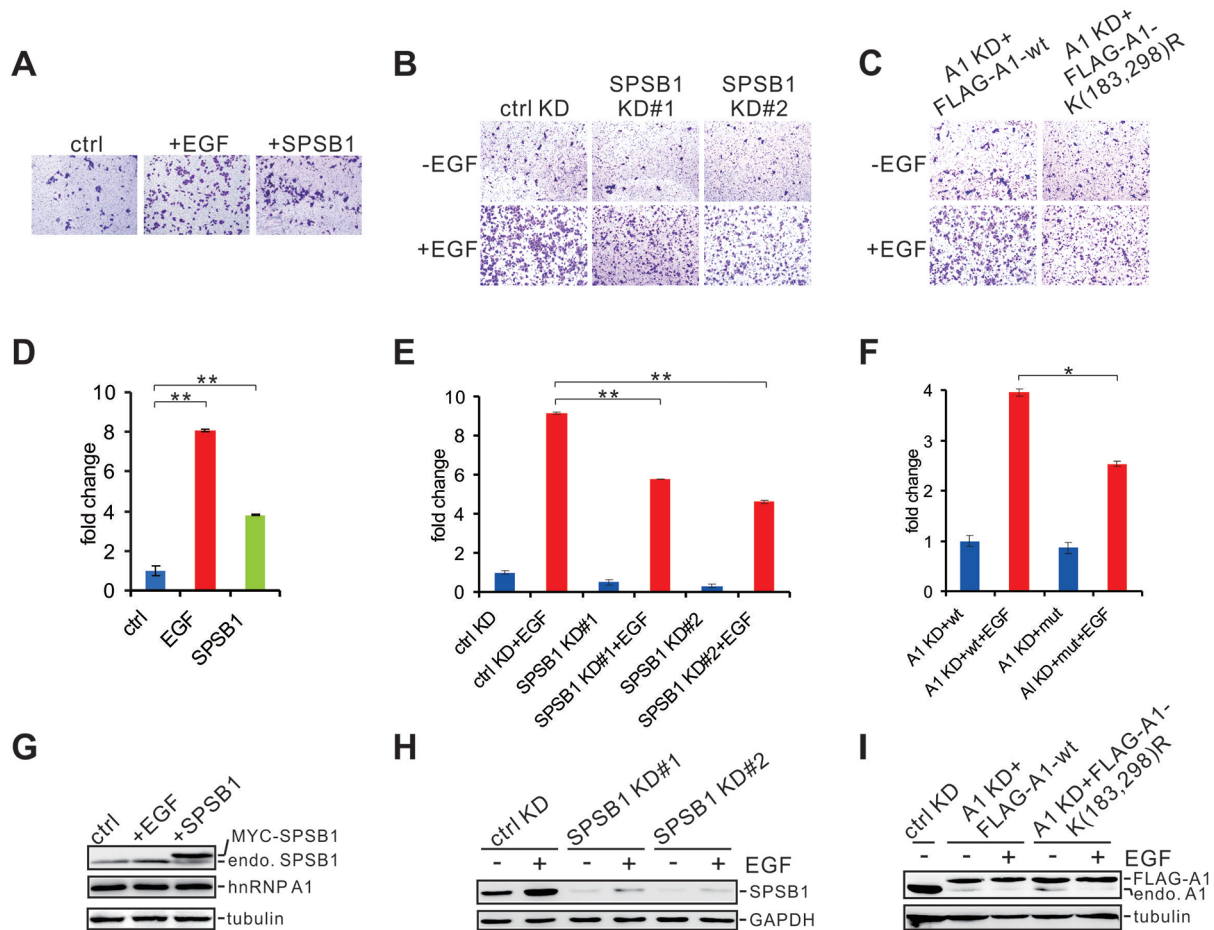 A
ctrl
+EGF
+SPSB1
B
ctrl KD
SPSB1
KD#1
SPSB1
KD#2
-EGF
+EGF
C
A1 KD+
FLAG-A1-wt
A1 KD+
FLAG-A1-
K(183,298)R
-EGF
+EGF
D
fold change
10
8
6
4
2
0
**
**
ctrl
EGF
SPSB1
E
fold change
10
8
6
4
2
0
**
**
ctrl KD
ctrl KD+EGF
SPSB1 KD#1
SPSB1 KD#1+EGF
SPSB1 KD#2
SPSB1 KD#2+EGF
F
fold change
4
3
2
1
0
*
A1 KD+wt
A1 KD+wt+EGF
A1 KD+mut
Al KD+mut+EGF
G
ctrl
+EGF
+SPSB1
MYC-SPSB1
endo. SPSB1
hnRNP A1
tubulin
H
ctrl KD
SPSB1 KD#1
SPSB1 KD#2
- + - + - + EGF
SPSB1
GAPDH
I
ctrl KD
A1 KD+
FLAG-A1-wt
A1 KD+FLAG-A1-
K(183,298)R
- - + - + EGF
FLAG-A1
endo. A1
tubulin